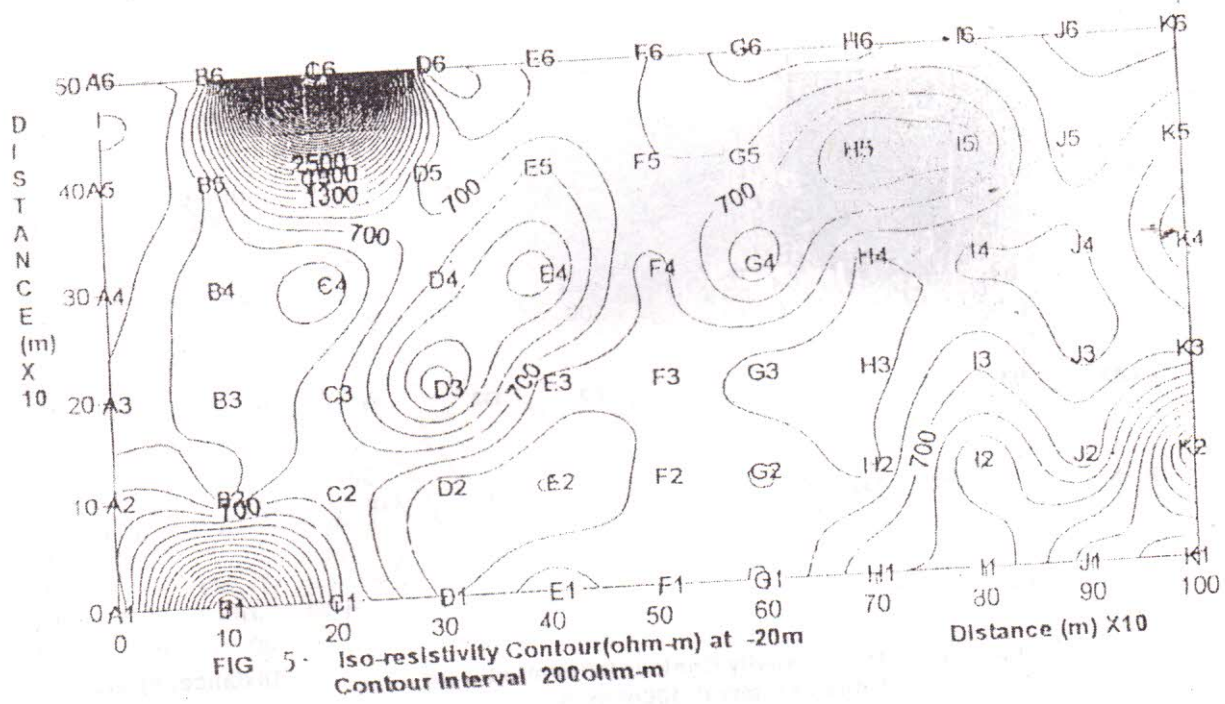 50 A6 B6 C6 D6 E6 F6 G6 H6 I6 J6 K6
DISTANCE (m) X 10
2500
1900
1300
40 A5 B5 D5 E5 F5 G5 H5 I5 J5 K5
700
700
700
30 A4 B4 C4 D4 E4 F4 G4 H4 I4 J4 K4
20 A3 B3 C3 D3 E3 F3 G3 H3 I3 J3 K3
700
700
10 A2 B2 C2 D2 E2 F2 G2 H2 I2 J2 K2
700
0 A1 B1 C1 D1 E1 F1 G1 H1 I1 J1 K1
0 10 20 30 40 50 60 70 80 90 100
Distance (m) X10
FIG 5. Iso-resistivity Contour(ohm-m) at -20m
Contour Interval 200ohm-m